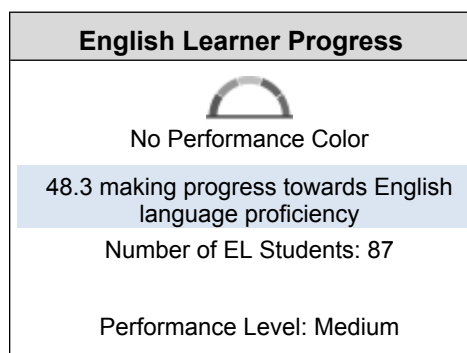 English Learner Progress
No Performance Color
48.3 making progress towards English
language proficiency
Number of EL Students: 87
Performance Level: Medium